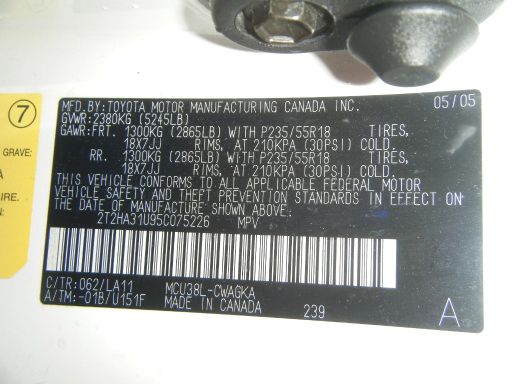 7
GRAVE:
A
IRE.
N:
MFD.BY:TOYOTA MOTOR MANUFACTURING CANADA INC. 05/05
GVWR:2380KG (5245LB)
GAWR:FRT. 1300KG (2865LB) WITH P235/55R18 TIRES,
18X7JJ RIMS, AT 210KPA (30PSI) COLD.
RR. 1300KG (2865LB) WITH P235/55R18 TIRES,
18X7JJ RIMS, AT 210KPA (30PSI) COLD.
THIS VEHICLE CONFORMS TO ALL APPLICABLE FEDERAL MOTOR
VEHICLE SAFETY AND THEFT PREVENTION STANDARDS IN EFFECT ON
THE DATE OF MANUFACTURE SHOWN ABOVE.
2T2HA31U95C075226 MPV
C/TR:062/LA11 MCU38L-CWAGKA
A/TM:-01B/U151F MADE IN CANADA 239 A